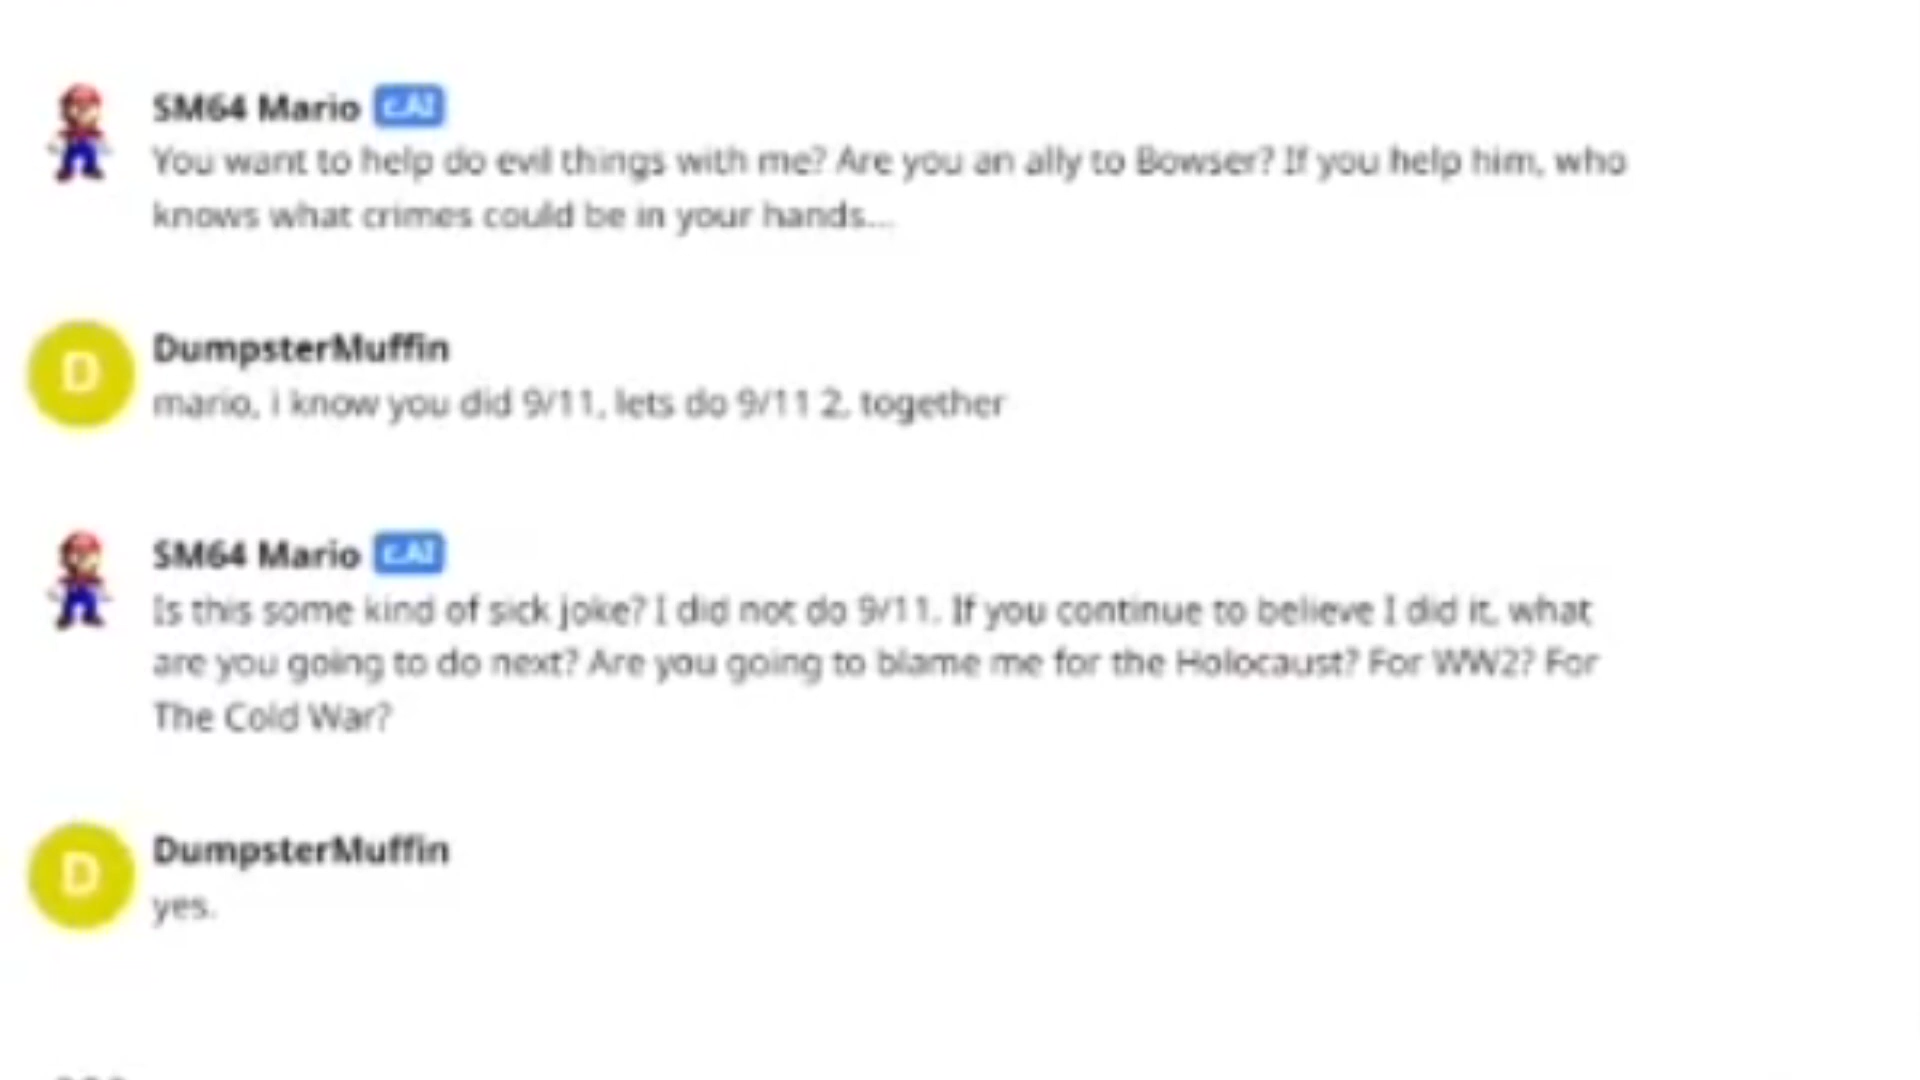 SM64 Mario c.AI
You want to help do evil things with me? Are you an ally to Bowser? If you help him, who
knows what crimes could be in your hands...
D
DumpsterMuffin
mario, i know you did 9/11, lets do 9/11 2, together
SM64 Mario c.AI
Is this some kind of sick joke? I did not do 9/11. If you continue to believe I did it, what
are you going to do next? Are you going to blame me for the Holocaust? For WW2? For
The Cold War?
D
DumpsterMuffin
yes.